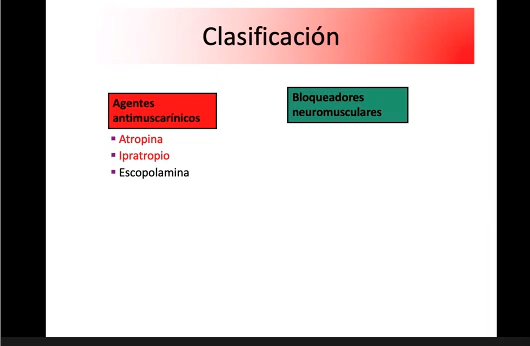 Clasificación
Agentes
antimuscarínicos
▪ Atropina
▪ Ipratropio
▪ Escopolamina
Bloqueadores
neuromusculares